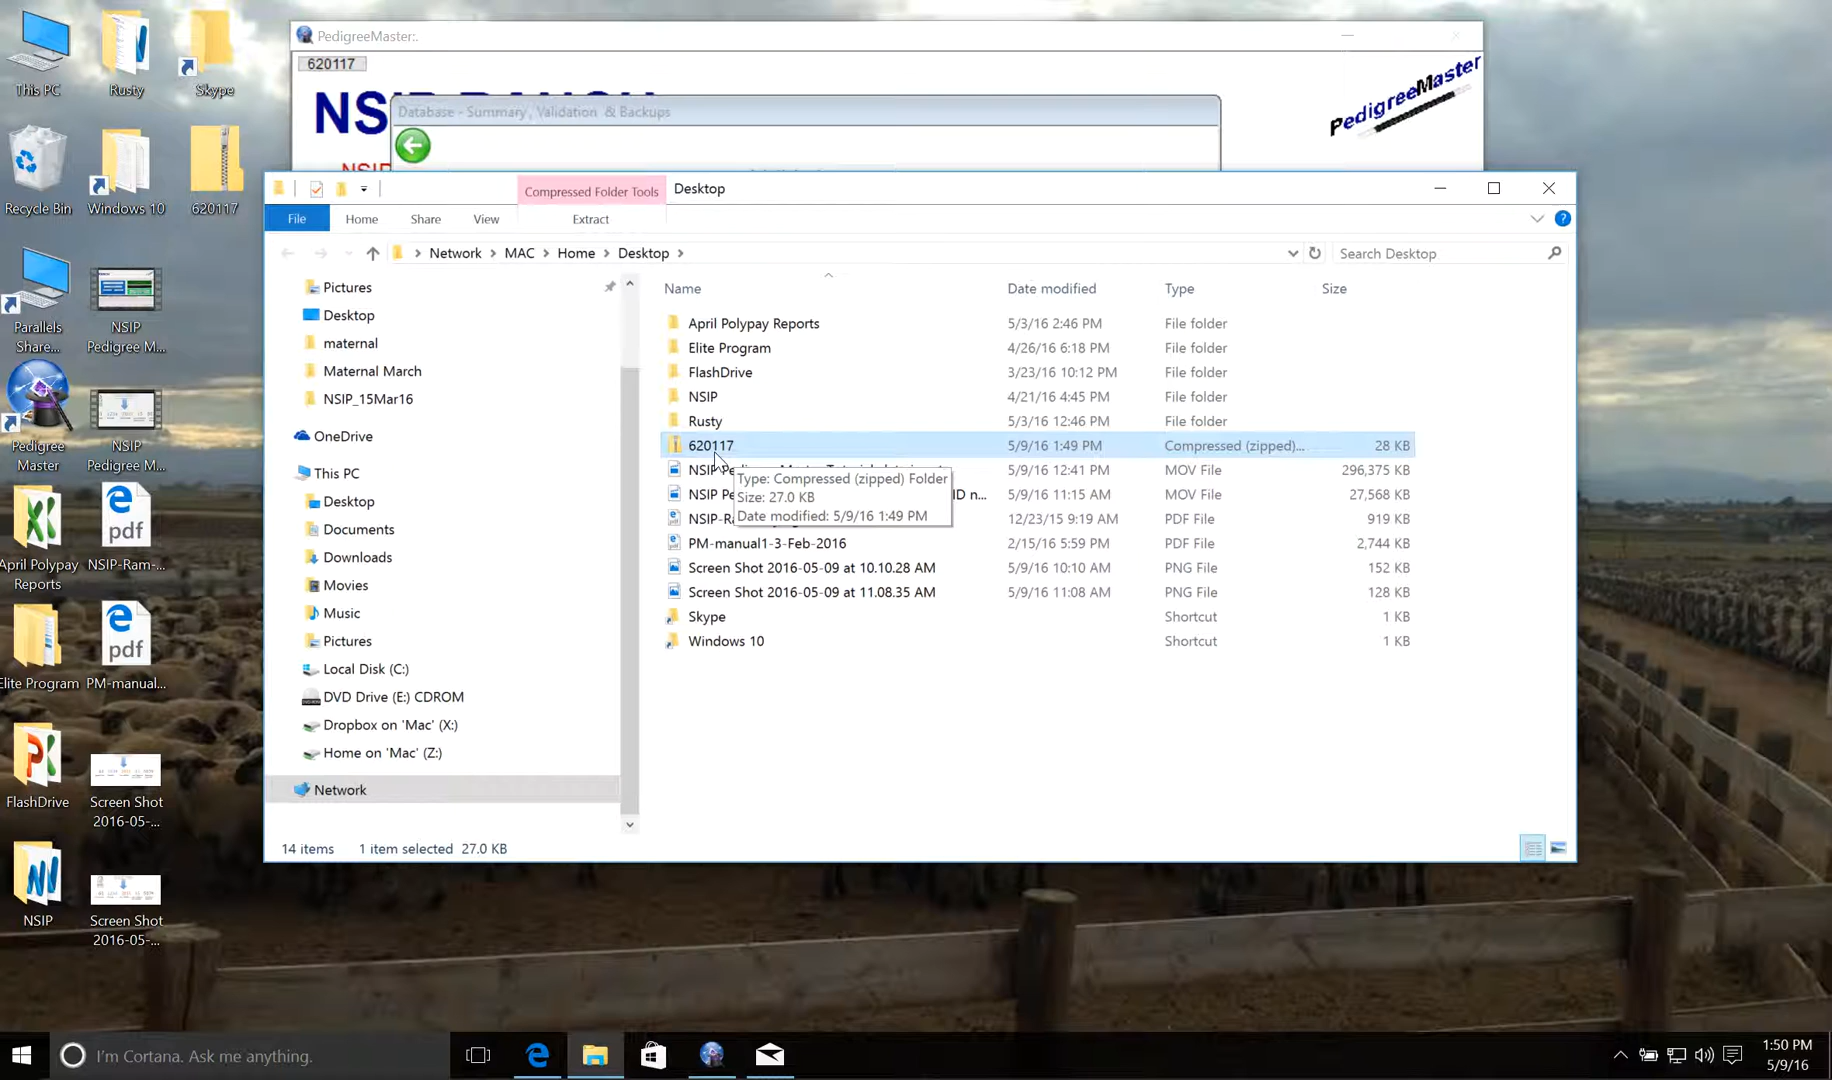 This PC
Rusty
Skype
Recycle Bin
Windows 10
620117
Parallels
Share...
NSIP
Pedigree M...
Pedigree
Master
NSIP
Pedigree M...
April Polypay
Reports
NSIP-Ram-...
pdf
Elite Program
PM-manual...
pdf
FlashDrive
Screen Shot
2016-05-...
NSIP
Screen Shot
2016-05-...
PedigreeMaster:.
620117
PedigreeMaster
Database - Summary, Validation & Backups
Compressed Folder Tools
Desktop
File
Home
Share
View
Extract
Network > MAC > Home > Desktop >
Search Desktop
Pictures
Desktop
maternal
Maternal March
NSIP_15Mar16
OneDrive
This PC
Desktop
Documents
Downloads
Movies
Music
Pictures
Local Disk (C:)
DVD Drive (E:) CDROM
Dropbox on 'Mac' (X:)
Home on 'Mac' (Z:)
Network
Name Date modified Type Size
April Polypay Reports 5/3/16 2:46 PM File folder
Elite Program 4/26/16 6:18 PM File folder
FlashDrive 3/23/16 10:12 PM File folder
NSIP 4/21/16 4:45 PM File folder
Rusty 5/3/16 12:46 PM File folder
620117 5/9/16 1:49 PM Compressed (zipped)... 28 KB
5/9/16 12:41 PM MOV File 296,375 KB
NSIP Pe ID n... 5/9/16 11:15 AM MOV File 27,568 KB
NSIP-Ra 12/23/15 9:19 AM PDF File 919 KB
PM-manual1-3-Feb-2016 2/15/16 5:59 PM PDF File 2,744 KB
Screen Shot 2016-05-09 at 10.10.28 AM 5/9/16 10:10 AM PNG File 152 KB
Screen Shot 2016-05-09 at 11.08.35 AM 5/9/16 11:08 AM PNG File 128 KB
Skype Shortcut 1 KB
Windows 10 Shortcut 1 KB
Type: Compressed (zipped) Folder
Size: 27.0 KB
Date modified: 5/9/16 1:49 PM
14 items 1 item selected 27.0 KB
I'm Cortana. Ask me anything.
1:50 PM
5/9/16